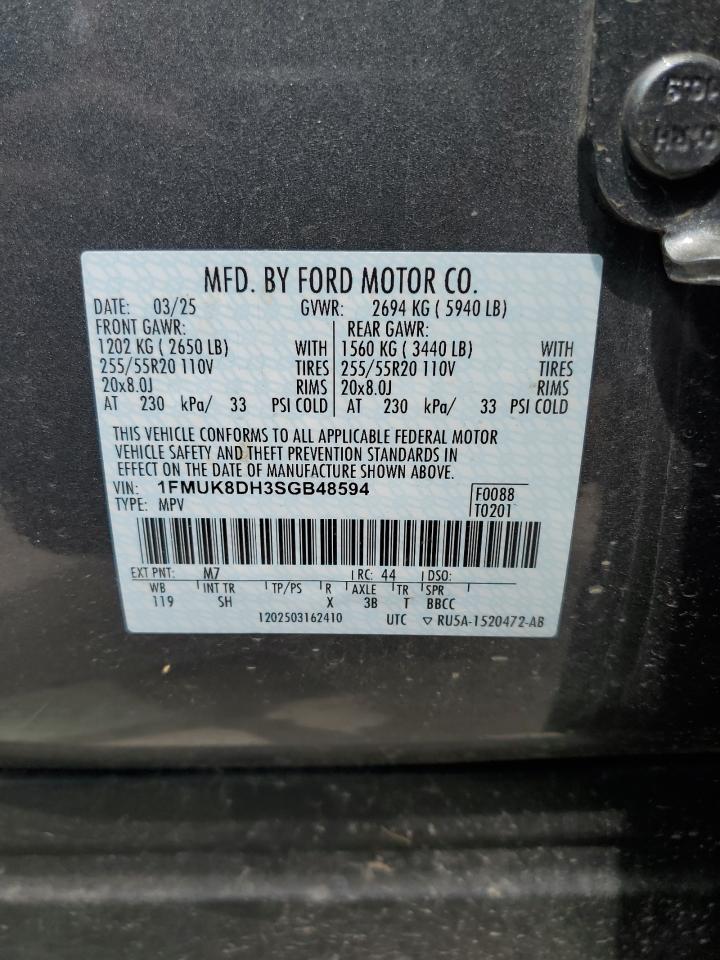 MFD. BY FORD MOTOR CO.
DATE: 03/25 GVWR: 2694 KG ( 5940 LB)
FRONT GAWR: REAR GAWR:
1202 KG ( 2650 LB) WITH 1560 KG ( 3440 LB) WITH
255/55R20 110V TIRES 255/55R20 110V TIRES
20x8.0J RIMS 20x8.0J RIMS
AT 230 kPa/ 33 PSI COLD AT 230 kPa/ 33 PSI COLD
THIS VEHICLE CONFORMS TO ALL APPLICABLE FEDERAL MOTOR
VEHICLE SAFETY AND THEFT PREVENTION STANDARDS IN
EFFECT ON THE DATE OF MANUFACTURE SHOWN ABOVE.
VIN: 1FMUK8DH3SGB48594 F0088
TYPE: MPV T0201
EXT PNT: M7 RC: 44 DSO:
WB INT TR TP/PS R AXLE TR SPR
119 SH X 3B T BBCC
1202503162410 UTC ▽ RU5A-1520472-AB